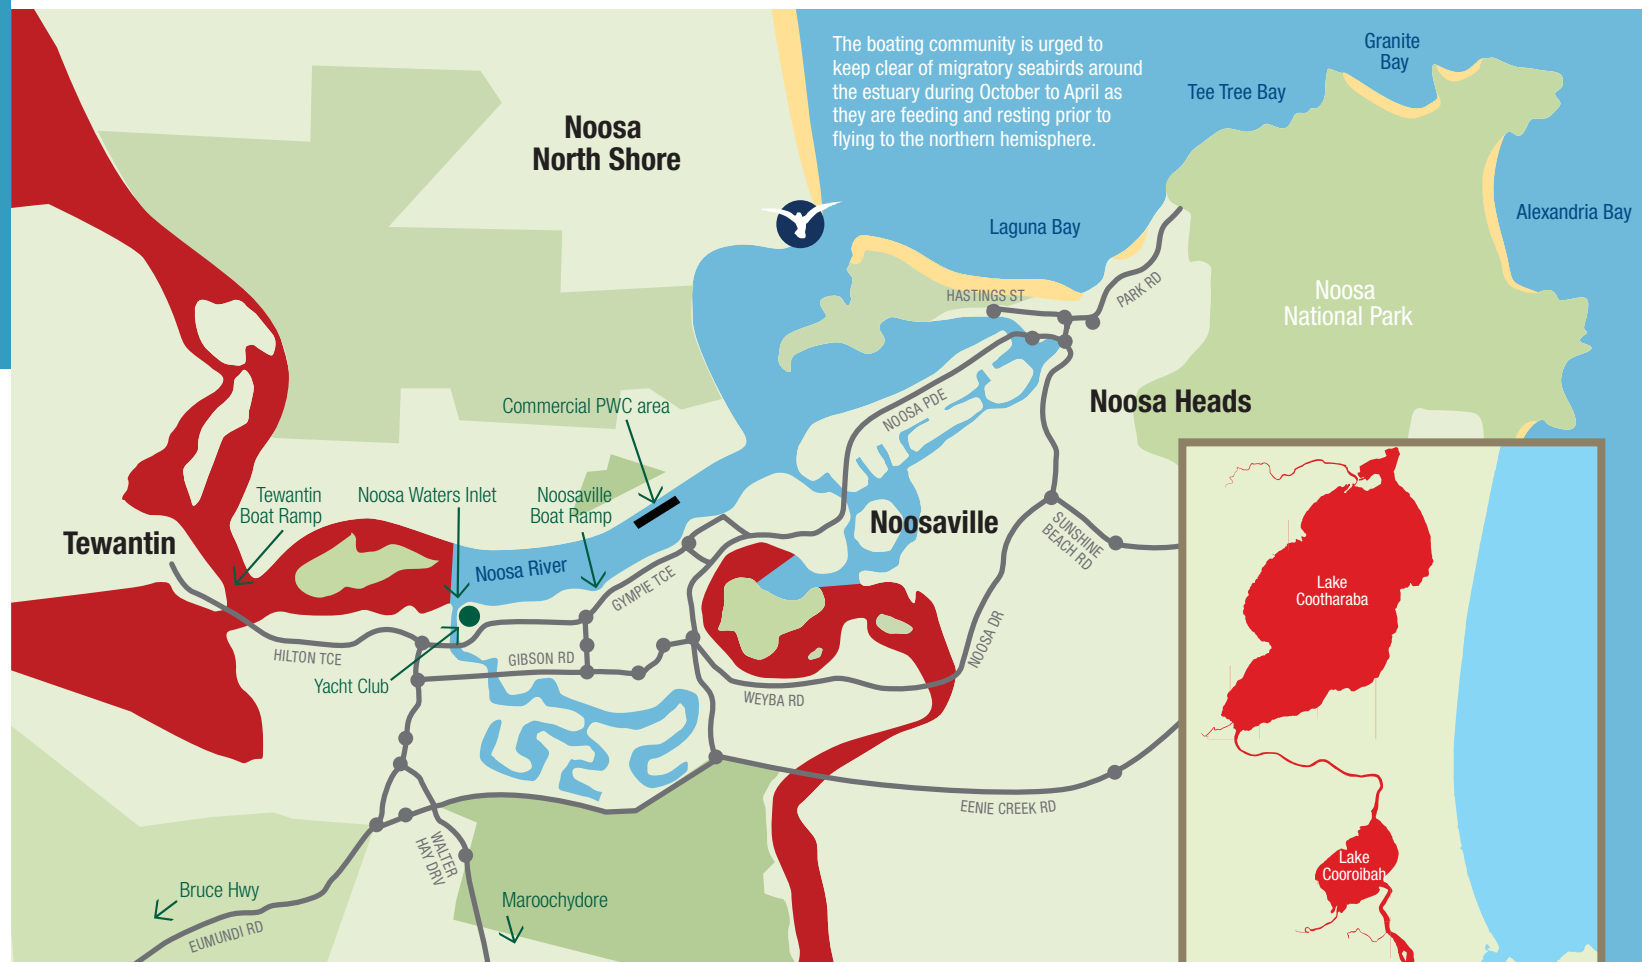 The boating community is urged to
keep clear of migratory seabirds around
the estuary during October to April as
they are feeding and resting prior to
flying to the northern hemisphere.
Granite
Bay
Tee Tree Bay
Noosa
North Shore
Laguna Bay
Alexandria Bay
HASTINGS ST
PARK RD
Noosa
National Park
NOOSA PDE
Noosa Heads
Commercial PWC area
Tewantin
Boat Ramp
Noosa Waters Inlet
Noosaville
Boat Ramp
Tewantin
Noosaville
SUNSHINE
BEACH RD
Noosa River
GYMPIE TCE
Lake
Cootharaba
HILTON TCE
GIBSON RD
NOOSA DR
Yacht Club
WEYBA RD
EENIE CREEK RD
WALTER
HAY DRV
Lake
Cooroibah
Bruce Hwy
Maroochydore
EUMUNDI RD